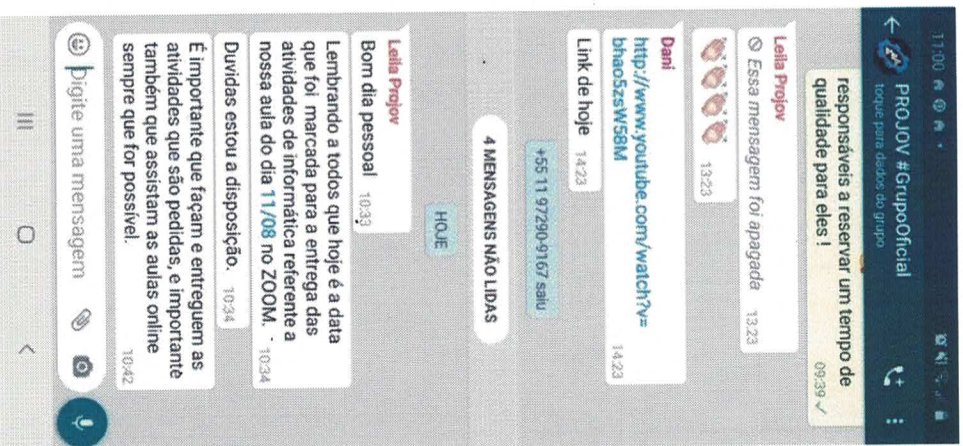 11:00
PROJOV #GrupoOficial
toque para dados do grupo
responsáveis a reservar um tempo de
qualidade para eles !
09:39
Leila Projov
Essa mensagem foi apagada 13:23
13:23
Dani
http://www.youtube.com/watch?v=
bhao5zsW58M
14:23
Link de hoje 14:23
+55 11 97290-9167 saiu
4 MENSAGENS NÃO LIDAS
HOJE
Leila Projov
Bom dia pessoal 10:33
Lembrando a todos que hoje é a data
que foi marcada para a entrega das
atividades de informática referente a
nossa aula do dia 11/08 no ZOOM. 10:34
Duvidas estou a disposição. 10:34
É importante que façam e entreguem as
atividades que são pedidas, e importante
também que assistam as aulas online
sempre que for possível.
10:42
Digite uma mensagem